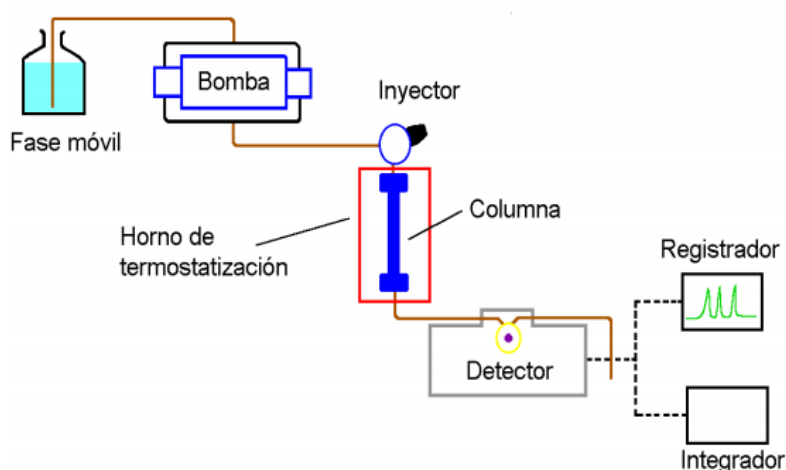 Bomba
Inyector
Fase móvil
Columna
Horno de
termostatización
Registrador
Detector
Integrador